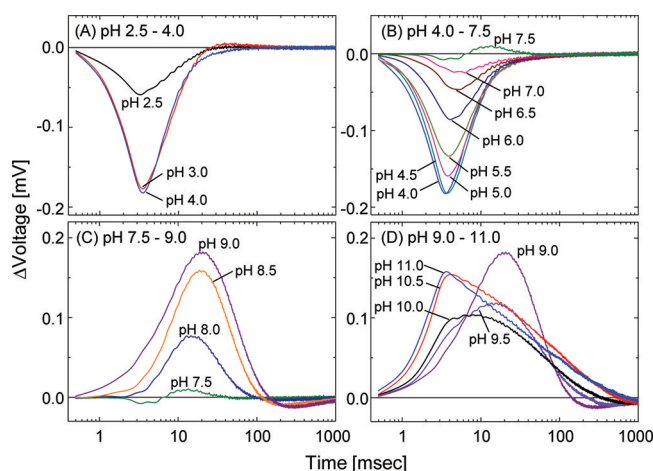 (A) pH 2.5 - 4.0
(B) pH 4.0 - 7.5
0.0
-0.1
-0.2
pH 2.5
pH 3.0
pH 4.0
pH 7.5
pH 7.0
pH 6.5
pH 6.0
pH 5.5
pH 5.0
pH 4.5
pH 4.0
ΔVoltage [mV]
(C) pH 7.5 - 9.0
(D) pH 9.0 - 11.0
0.2
0.1
0.0
pH 9.0
pH 8.5
pH 8.0
pH 7.5
pH 9.0
pH 11.0
pH 10.5
pH 10.0
pH 9.5
1 10 100 1000
1 10 100 1000
Time [msec]